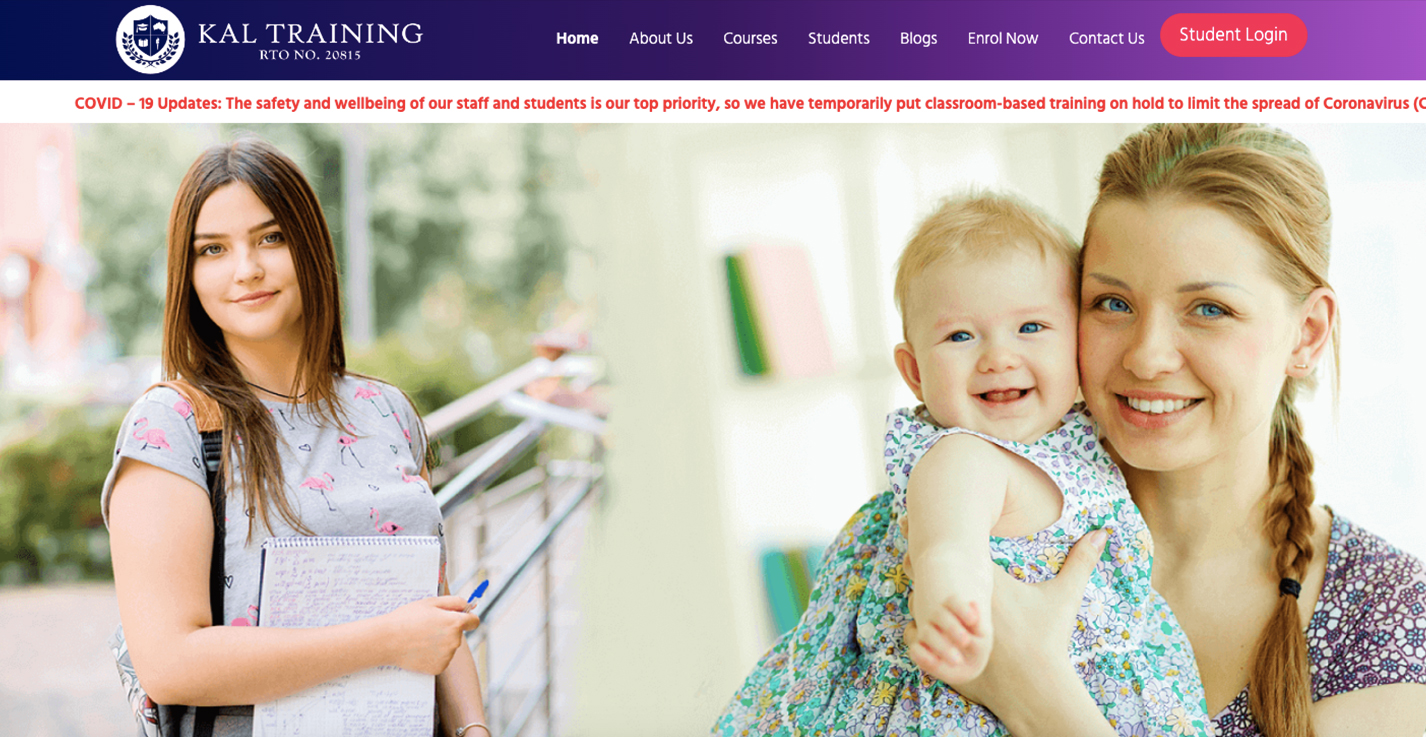 KAL TRAINING
RTO NO. 20815
Home About Us Courses Students Blogs Enrol Now Contact Us Student Login
COVID – 19 Updates: The safety and wellbeing of our staff and students is our top priority, so we have temporarily put classroom-based training on hold to limit the spread of Coronavirus (C